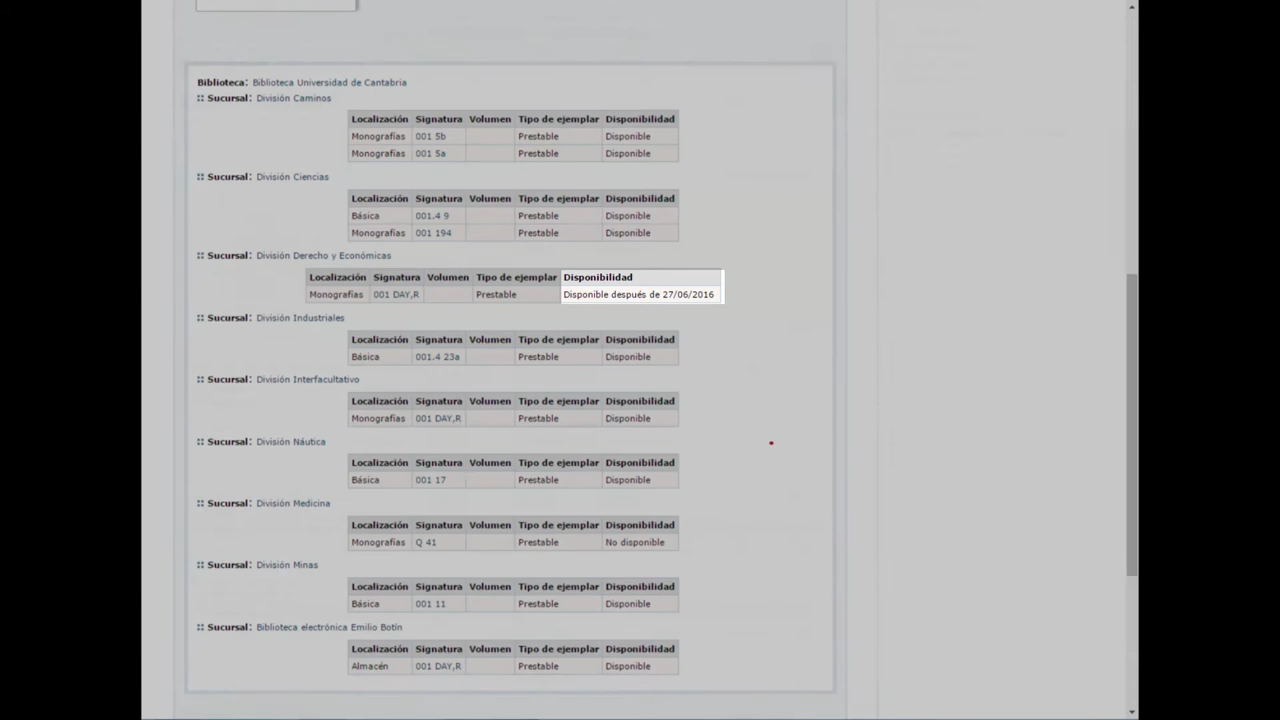 Biblioteca: Biblioteca Universidad de Cantabria
:: Sucursal: División Caminos
Localización Signatura Volumen Tipo de ejemplar Disponibilidad
Monografías 001 5b Prestable Disponible
Monografías 001 5a Prestable Disponible
:: Sucursal: División Ciencias
Localización Signatura Volumen Tipo de ejemplar Disponibilidad
Básica 001.4 9 Prestable Disponible
Monografías 001 194 Prestable Disponible
:: Sucursal: División Derecho y Económicas
Localización Signatura Volumen Tipo de ejemplar Disponibilidad
Monografías 001 DAY,R Prestable Disponible después de 27/06/2016
:: Sucursal: División Industriales
Localización Signatura Volumen Tipo de ejemplar Disponibilidad
Básica 001.4 23a Prestable Disponible
:: Sucursal: División Interfacultativo
Localización Signatura Volumen Tipo de ejemplar Disponibilidad
Monografías 001 DAY,R Prestable Disponible
:: Sucursal: División Náutica
Localización Signatura Volumen Tipo de ejemplar Disponibilidad
Básica 001 17 Prestable Disponible
:: Sucursal: División Medicina
Localización Signatura Volumen Tipo de ejemplar Disponibilidad
Monografías Q 41 Prestable No disponible
:: Sucursal: División Minas
Localización Signatura Volumen Tipo de ejemplar Disponibilidad
Básica 001 11 Prestable Disponible
:: Sucursal: Biblioteca electrónica Emilio Botín
Localización Signatura Volumen Tipo de ejemplar Disponibilidad
Almacén 001 DAY,R Prestable Disponible